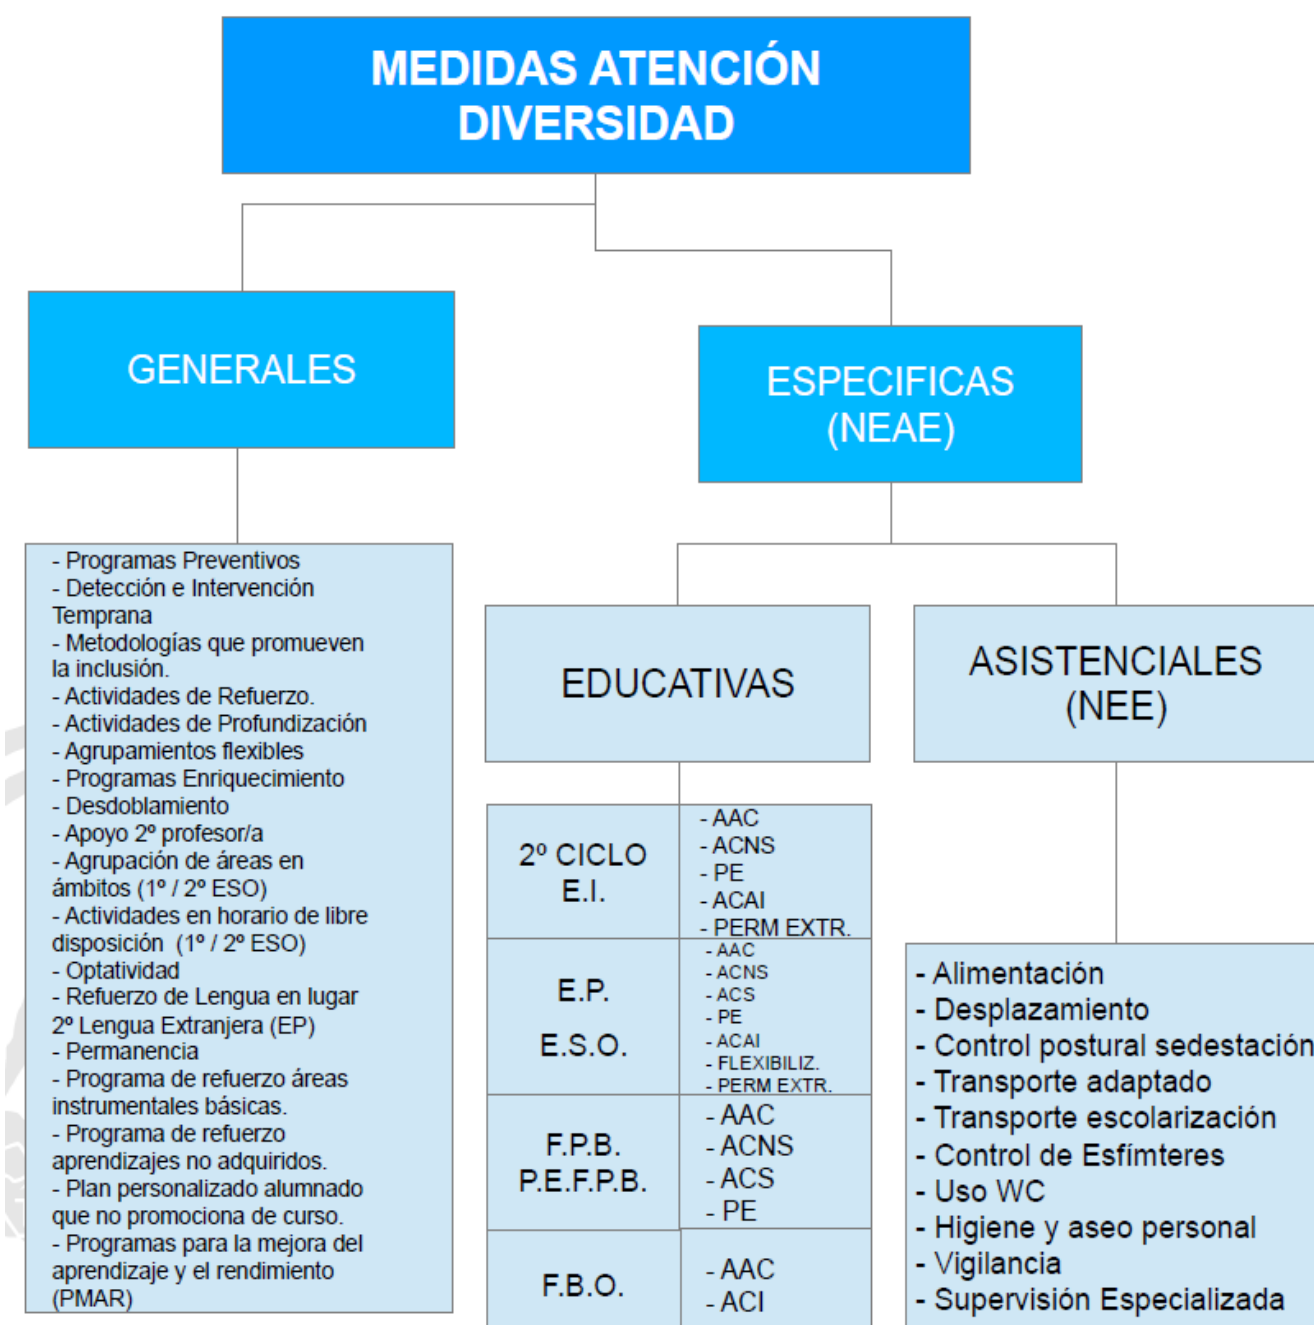 MEDIDAS ATENCIÓN
DIVERSIDAD
GENERALES
- Programas Preventivos
- Detección e Intervención
Temprana
- Metodologías que promueven
la inclusión.
- Actividades de Refuerzo.
- Actividades de Profundización
- Agrupamientos flexibles
- Programas Enriquecimiento
- Desdoblamiento
- Apoyo 2º profesor/a
- Agrupación de áreas en
ámbitos (1º / 2º ESO)
- Actividades en horario de libre
disposición (1º / 2º ESO)
- Optatividad
- Refuerzo de Lengua en lugar
2º Lengua Extranjera (EP)
- Permanencia
- Programa de refuerzo áreas
instrumentales básicas.
- Programa de refuerzo
aprendizajes no adquiridos.
- Plan personalizado alumnado
que no promociona de curso.
- Programas para la mejora del
aprendizaje y el rendimiento
(PMAR)
ESPECIFICAS
(NEAE)
EDUCATIVAS
2º CICLO
E.I.
- AAC
- ACNS
- PE
- ACAI
- PERM EXTR.
E.P.
E.S.O.
- AAC
- ACNS
- ACS
- PE
- ACAI
- FLEXIBILIZ.
- PERM EXTR.
F.P.B.
P.E.F.P.B.
- AAC
- ACNS
- ACS
- PE
F.B.O.
- AAC
- ACI
ASISTENCIALES
(NEE)
- Alimentación
- Desplazamiento
- Control postural sedestación
- Transporte adaptado
- Transporte escolarización
- Control de Esfímteres
- Uso WC
- Higiene y aseo personal
- Vigilancia
- Supervisión Especializada